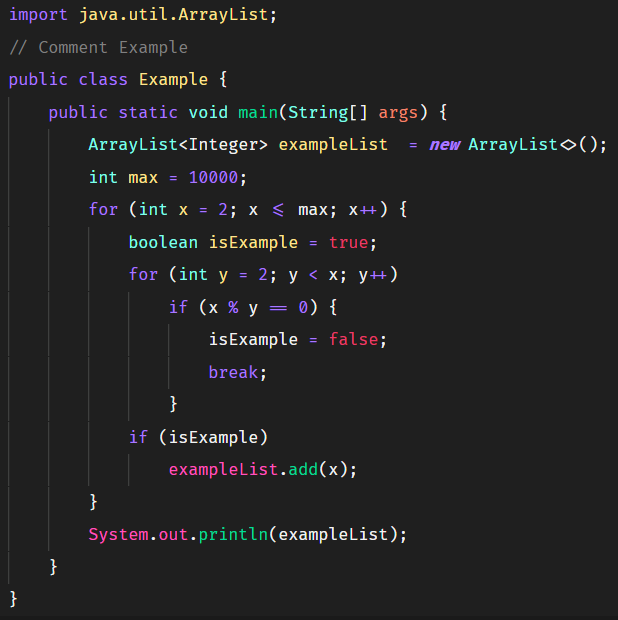 import java.util.ArrayList;
// Comment Example
public class Example {
    public static void main(String[] args) {
        ArrayList<Integer> exampleList  = new ArrayList<>();
        int max = 10000;
        for (int x = 2; x <= max; x++) {
            boolean isExample = true;
            for (int y = 2; y < x; y++)
                if (x % y == 0) {
                    isExample = false;
                    break;
                }
            if (isExample)
                exampleList.add(x);
        }
        System.out.println(exampleList);
    }
}